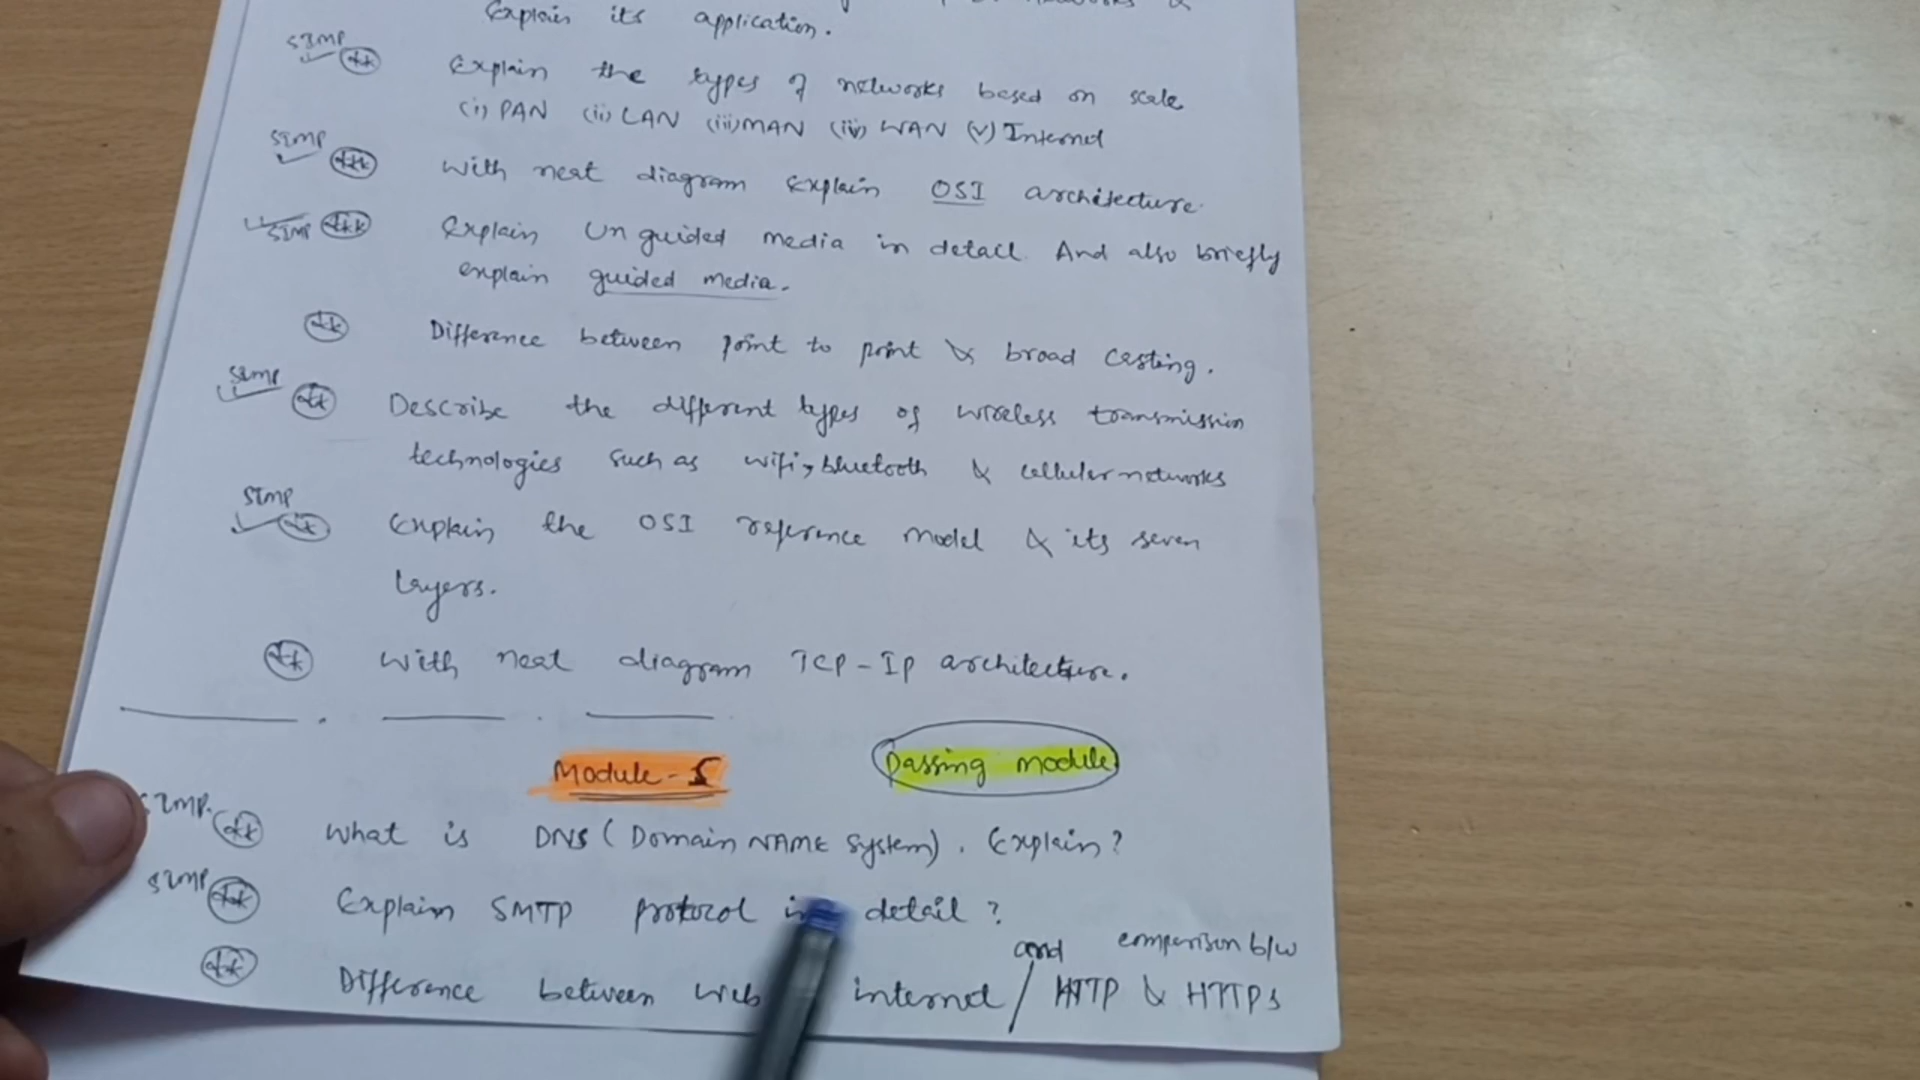 Explain its application.
SIMP ** Explain the types of networks based on scale
(i) PAN (ii) LAN (iii) MAN (iv) WAN (v) Internet
SIMP *** With neat diagram Explain OSI architecture.
SIMP *** Explain Unguided media in detail. And also briefly
explain guided media.
** Difference between point to point & broad casting.
SIMP ** Describe the different types of wireless transmission
technologies such as wifi, bluetooth & cellular networks
SIMP ** Explain the OSI reference model & its seven
layers.
** With neat diagram TCP-IP architecture.
Module-5 Passing module
SIMP. ** What is DNS (Domain NAME System). Explain?
SIMP ** Explain SMTP protocol in detail?
and comparison b/w
** Difference between web internet / HTTP & HTTPS